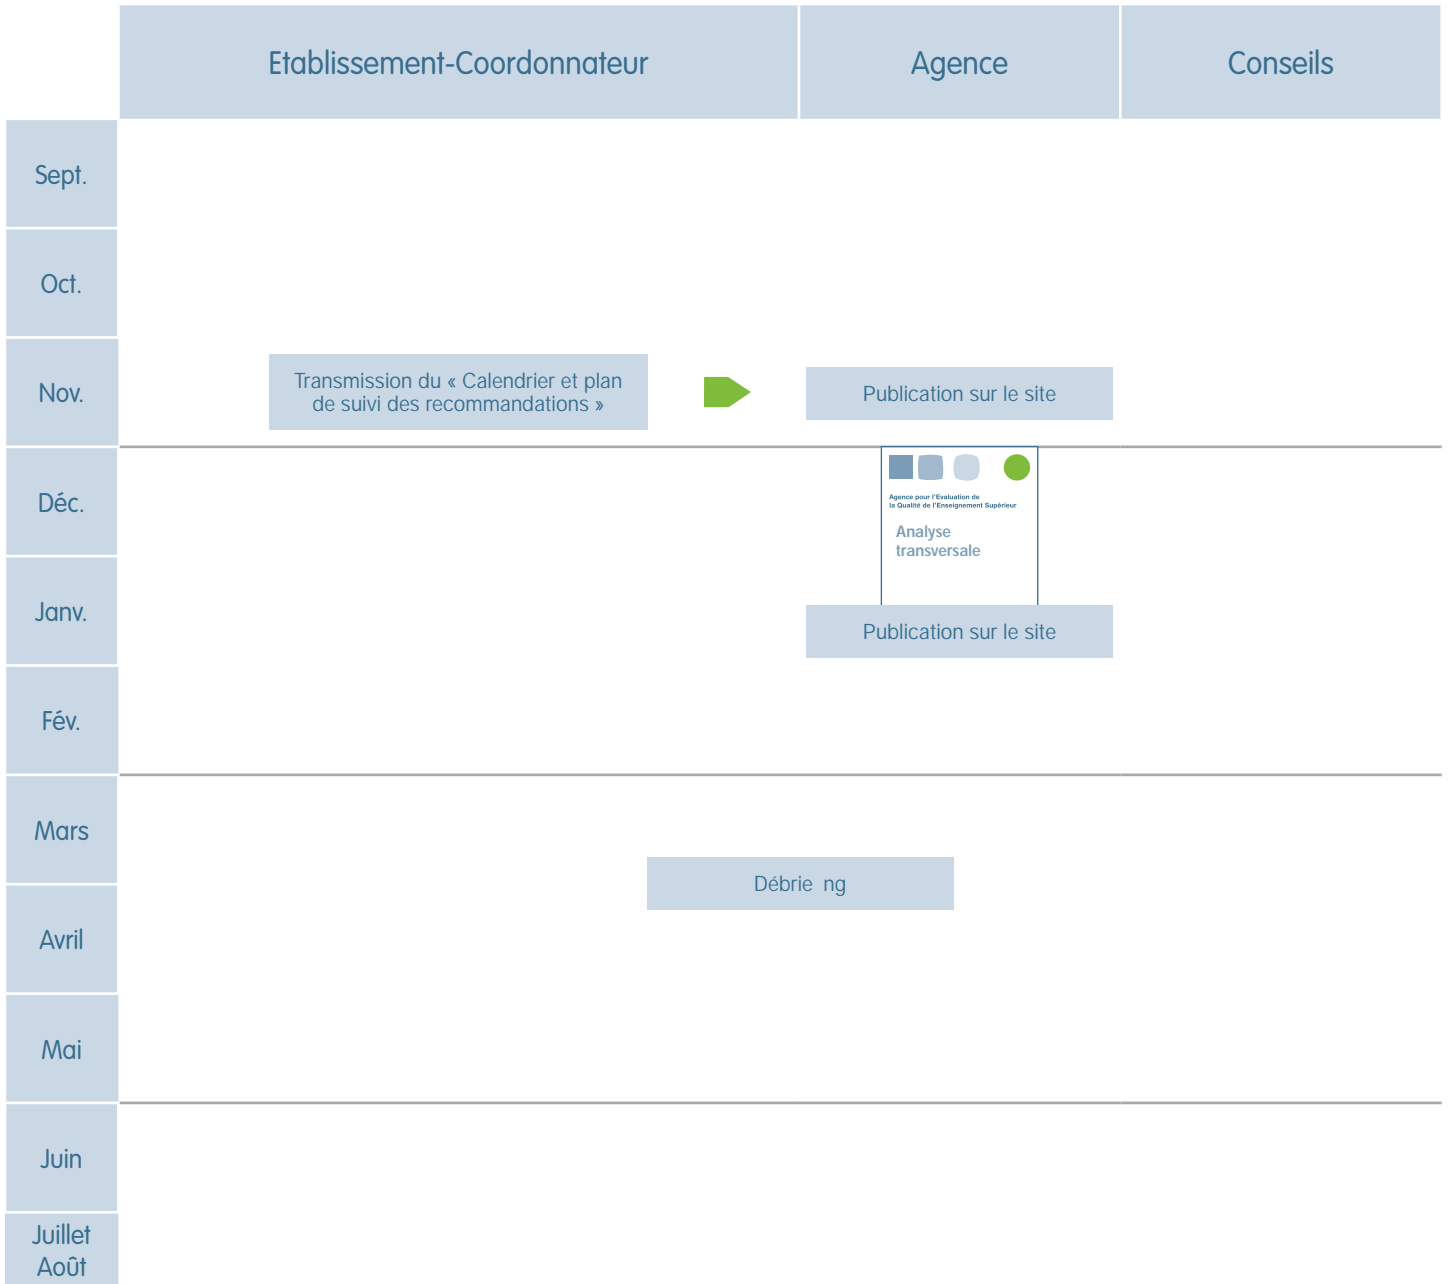 Etablissement-Coordonnateur
Agence
Conseils
Sept.
Oct.
Nov.
Transmission du « Calendrier et plan
de suivi des recommandations »
Publication sur le site
Déc.
Agence pour l'Evaluation de
la Qualité de l'Enseignement Supérieur
Analyse
transversale
Janv.
Publication sur le site
Fév.
Mars
Débrie ng
Avril
Mai
Juin
Juillet
Août